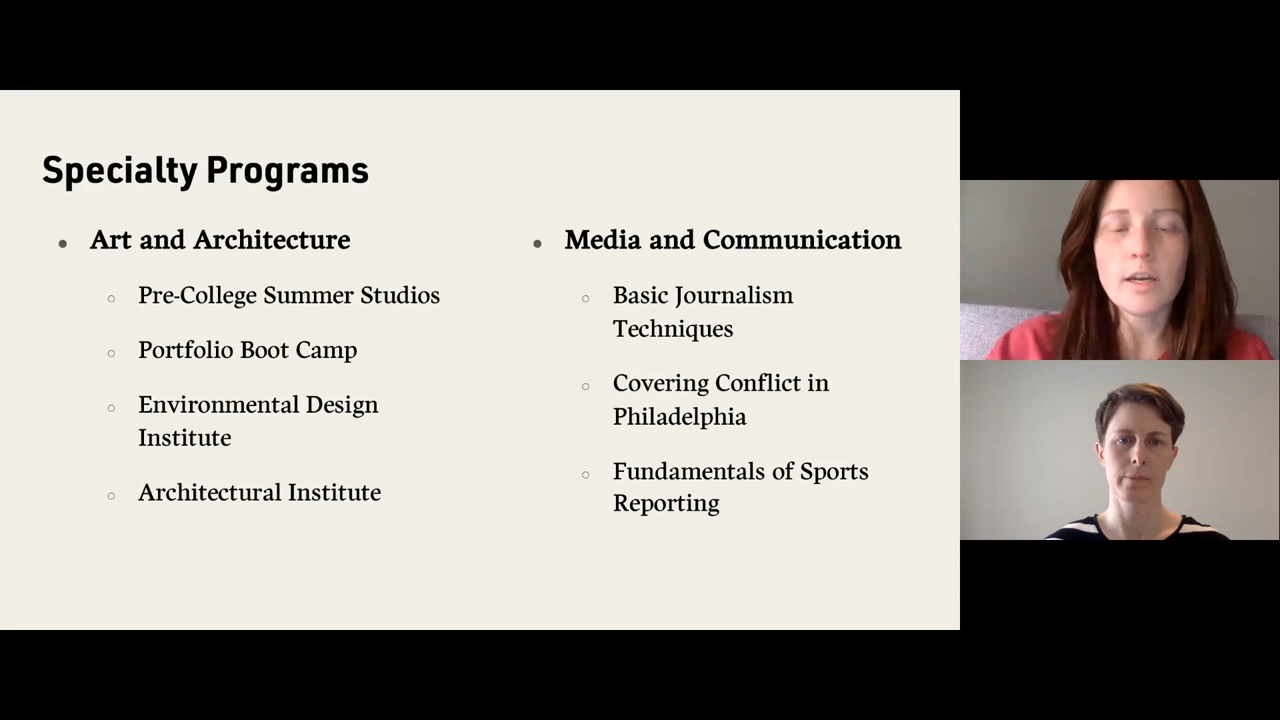 Specialty Programs
Art and Architecture
Pre-College Summer Studios
Portfolio Boot Camp
Environmental Design
Institute
Architectural Institute
Media and Communication
Basic Journalism
Techniques
Covering Conflict in
Philadelphia
Fundamentals of Sports
Reporting